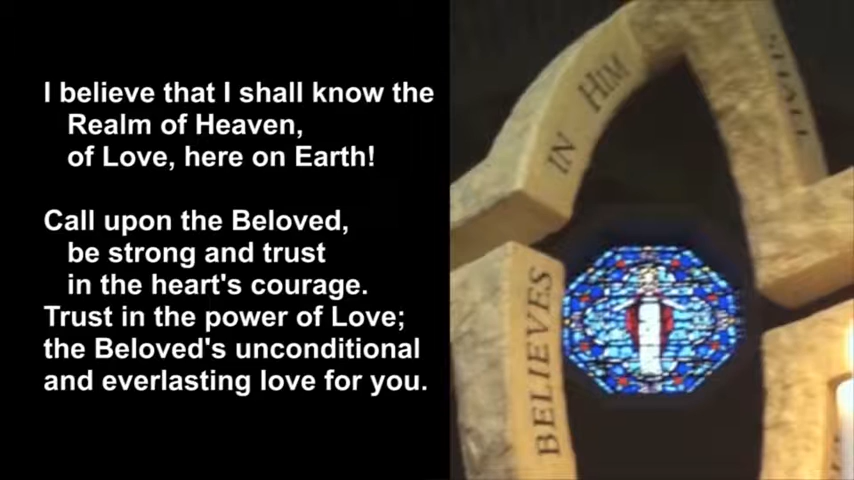 I believe that I shall know the
Realm of Heaven,
of Love, here on Earth!
Call upon the Beloved,
be strong and trust
in the heart's courage.
Trust in the power of Love;
the Beloved's unconditional
and everlasting love for you.
BELIEVES
IN HIM
SHALL